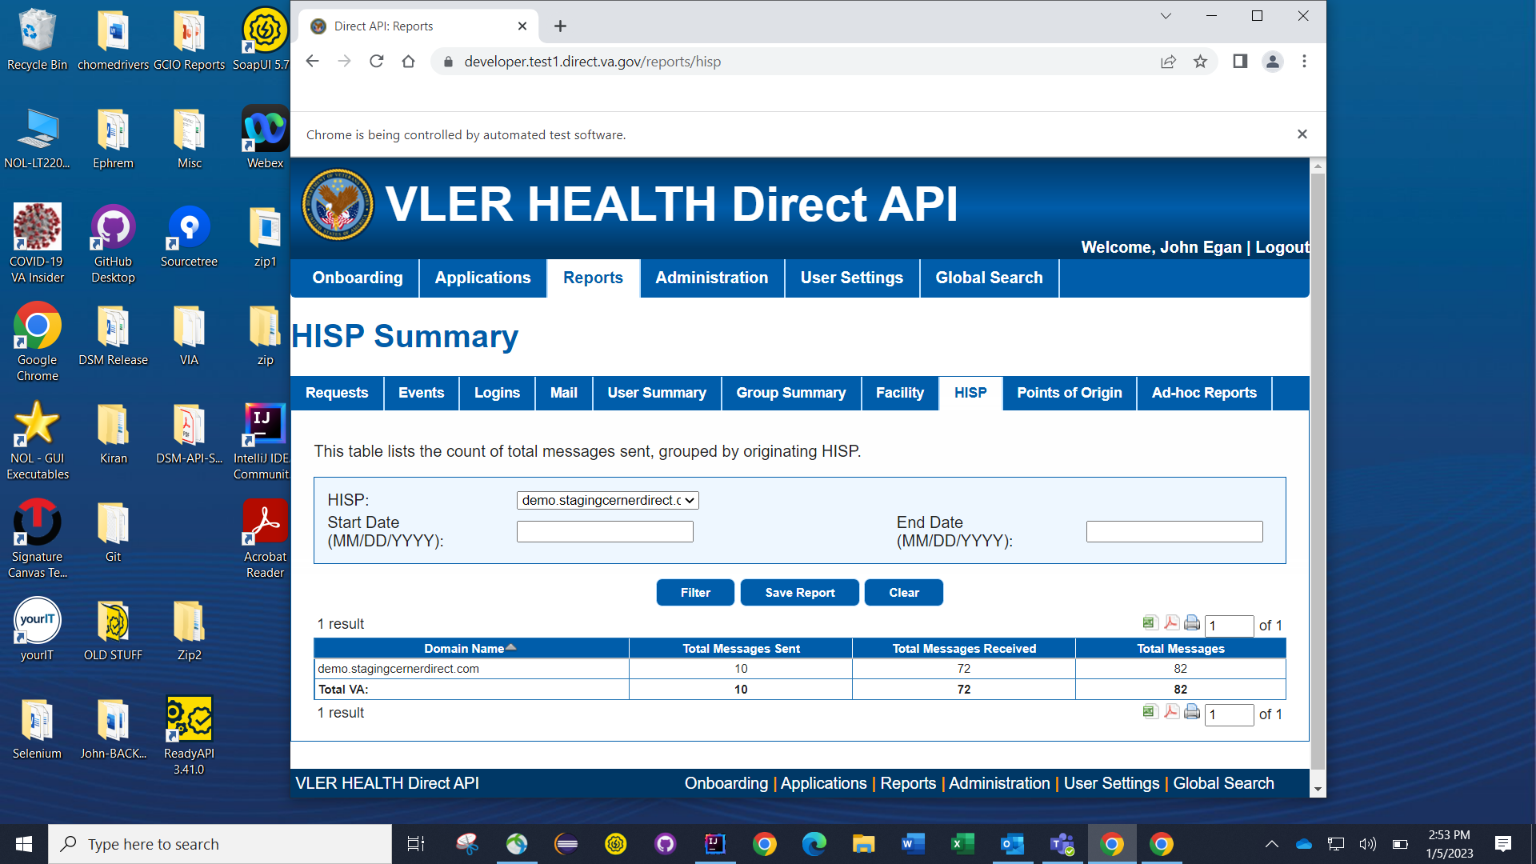 Recycle Bin
chomedrivers
GCIO Reports
SoapUI 5.7
NOL-LT220...
Ephrem
Misc
Webex
COVID-19
VA Insider
GitHub
Desktop
Sourcetree
zip1
Google
Chrome
DSM Release
VIA
zip
NOL - GUI
Executables
Kiran
DSM-API-S...
IJ
IntelliJ IDE
Communit
Signature
Canvas Te...
Git
Acrobat
Reader
yourIT
yourIT
OLD STUFF
Zip2
Selenium
John-BACK...
ReadyAPI
3.41.0
Direct API: Reports
developer.test1.direct.va.gov/reports/hisp
Chrome is being controlled by automated test software.
VLER HEALTH Direct API
Welcome, John Egan | Logout
Onboarding Applications Reports Administration User Settings Global Search
HISP Summary
Requests Events Logins Mail User Summary Group Summary Facility HISP Points of Origin Ad-hoc Reports
This table lists the count of total messages sent, grouped by originating HISP.
HISP: demo.stagingcernerdirect.c
Start Date
(MM/DD/YYYY):
End Date
(MM/DD/YYYY):
Filter Save Report Clear
1 result 1 of 1
Domain Name Total Messages Sent Total Messages Received Total Messages
demo.stagingcernerdirect.com 10 72 82
Total VA: 10 72 82
1 result 1 of 1
VLER HEALTH Direct API Onboarding | Applications | Reports | Administration | User Settings | Global Search
Type here to search
2:53 PM
1/5/2023